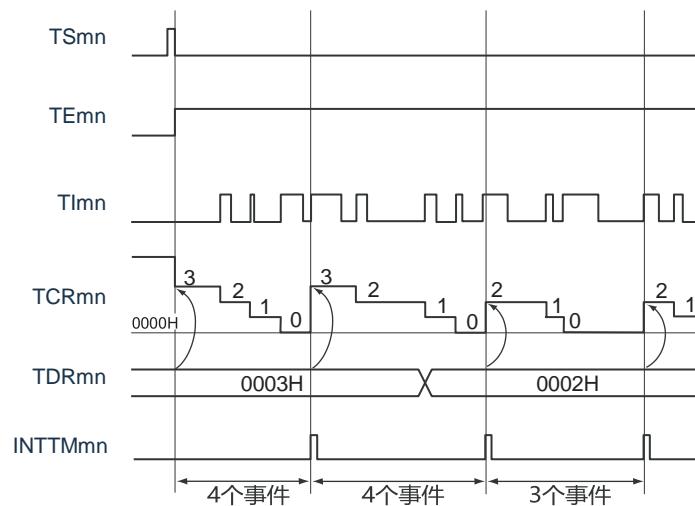 TSmn
TEmn
TImn
TCRmn
3 2 1 0 3 2 1 0 2 1 0 2 1
0000H
TDRmn
0003H 0002H
INTTMmn
4个事件 4个事件 3个事件